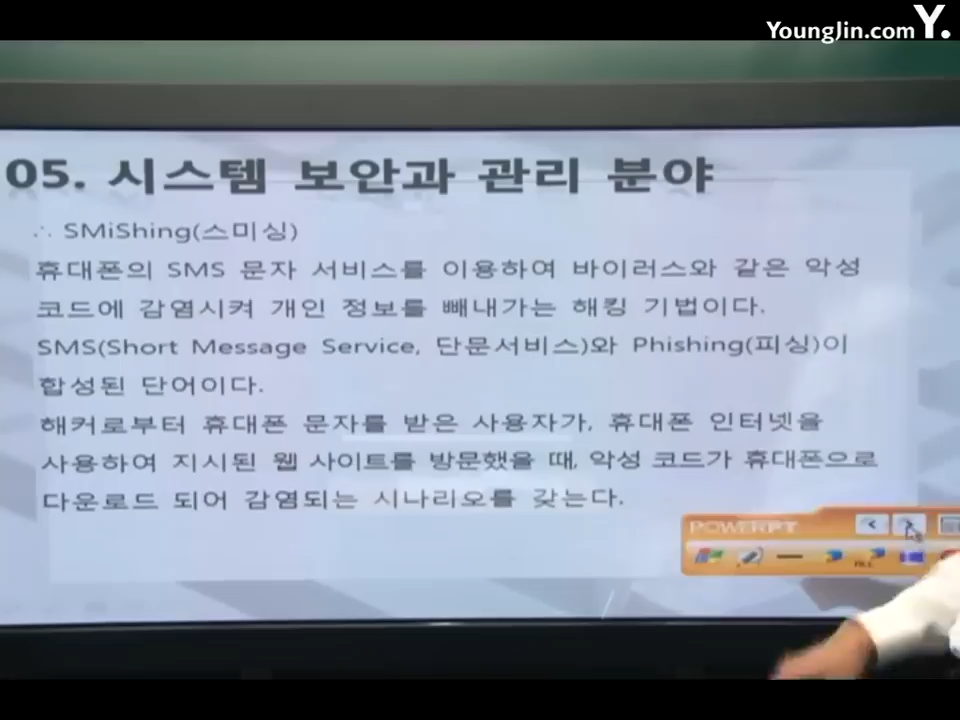 YoungJin.com Y.
05. 시스템 보안과 관리 분야
∴ SMiShing(스미싱)
휴대폰의 SMS 문자 서비스를 이용하여 바이러스와 같은 악성
코드에 감염시켜 개인 정보를 빼내가는 해킹 기법이다.
SMS(Short Message Service, 단문서비스)와 Phishing(피싱)이
합성된 단어이다.
해커로부터 휴대폰 문자를 받은 사용자가, 휴대폰 인터넷을
사용하여 지시된 웹 사이트를 방문했을 때, 악성 코드가 휴대폰으로
다운로드 되어 감염되는 시나리오를 갖는다.
POWERPT